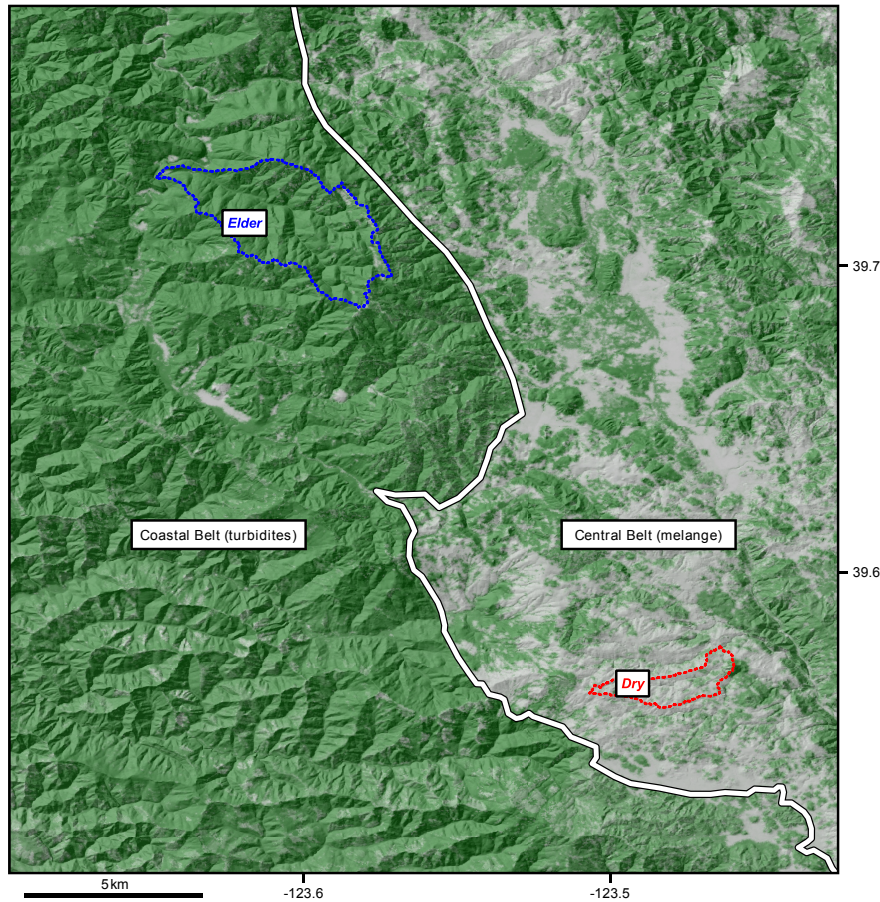 Elder
39.7
Coastal Belt (turbidites)
Central Belt (melange)
39.6
Dry
5km
-123.6
-123.5